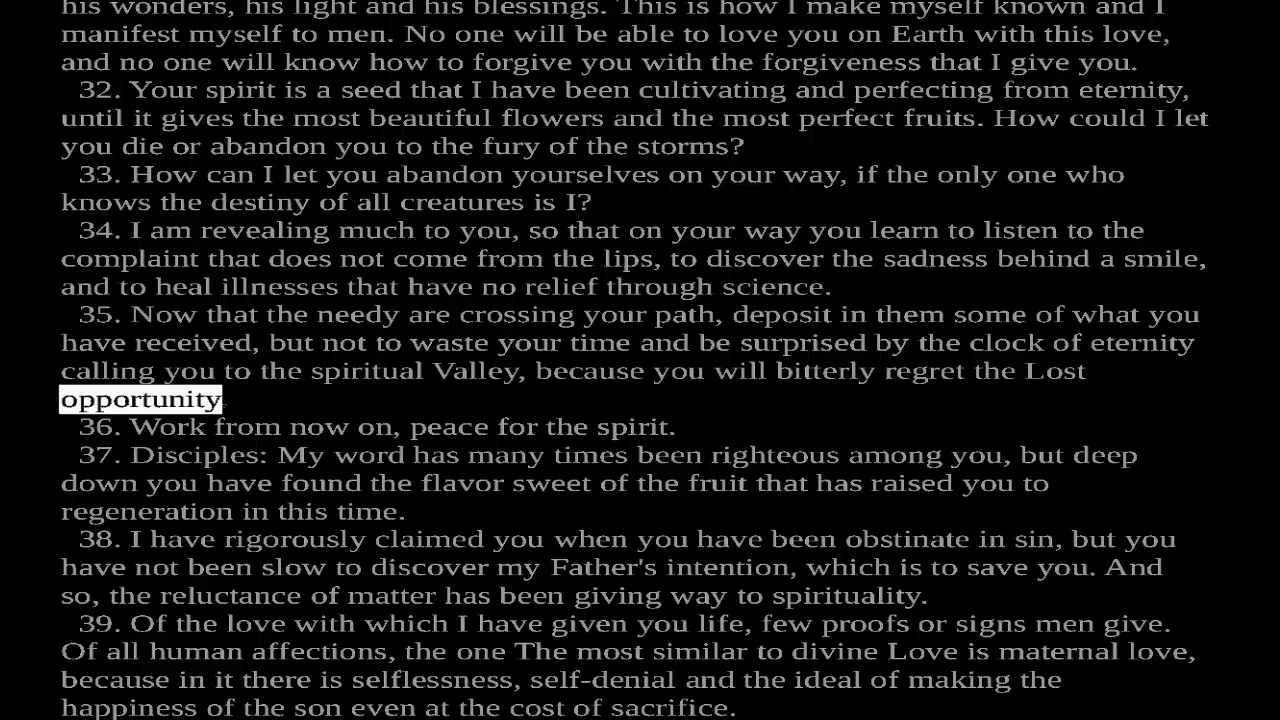 his wonders, his light and his blessings. This is how I make myself known and I
manifest myself to men. No one will be able to love you on Earth with this love,
and no one will know how to forgive you with the forgiveness that I give you.
32. Your spirit is a seed that I have been cultivating and perfecting from eternity,
until it gives the most beautiful flowers and the most perfect fruits. How could I let
you die or abandon you to the fury of the storms?
33. How can I let you abandon yourselves on your way, if the only one who
knows the destiny of all creatures is I?
34. I am revealing much to you, so that on your way you learn to listen to the
complaint that does not come from the lips, to discover the sadness behind a smile,
and to heal illnesses that have no relief through science.
35. Now that the needy are crossing your path, deposit in them some of what you
have received, but not to waste your time and be surprised by the clock of eternity
calling you to the spiritual Valley, because you will bitterly regret the Lost
opportunity.
36. Work from now on, peace for the spirit.
37. Disciples: My word has many times been righteous among you, but deep
down you have found the flavor sweet of the fruit that has raised you to
regeneration in this time.
38. I have rigorously claimed you when you have been obstinate in sin, but you
have not been slow to discover my Father's intention, which is to save you. And
so, the reluctance of matter has been giving way to spirituality.
39. Of the love with which I have given you life, few proofs or signs men give.
Of all human affections, the one The most similar to divine Love is maternal love,
because in it there is selflessness, self-denial and the ideal of making the
happiness of the son even at the cost of sacrifice.